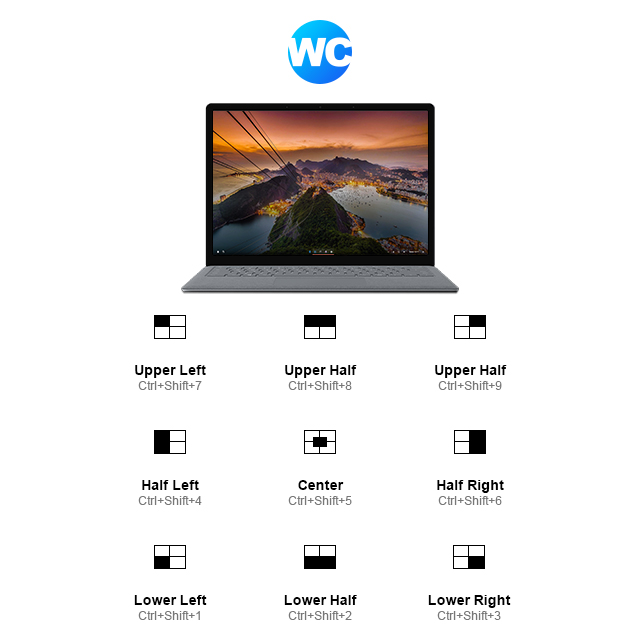 WC
Upper Left
Ctrl+Shift+7
Upper Half
Ctrl+Shift+8
Upper Half
Ctrl+Shift+9
Half Left
Ctrl+Shift+4
Center
Ctrl+Shift+5
Half Right
Ctrl+Shift+6
Lower Left
Ctrl+Shift+1
Lower Half
Ctrl+Shift+2
Lower Right
Ctrl+Shift+3